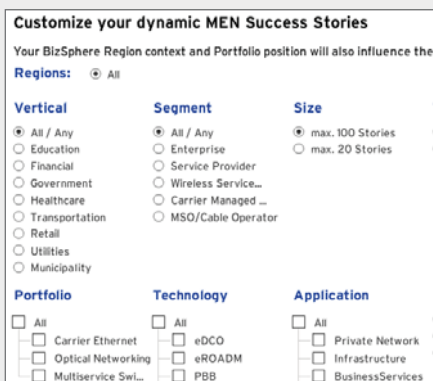 Customize your dynamic MEN Success Stories
Your BizSphere Region context and Portfolio position will also influence the
Regions: All
Vertical Segment Size
All / Any All / Any max. 100 Stories
Education Enterprise max. 20 Stories
Financial Service Provider
Government Wireless Service...
Healthcare Carrier Managed ...
Transportation MSO/Cable Operator
Retail
Utilities
Municipality
Portfolio Technology Application
All All All
Carrier Ethernet eDCO Private Network
Optical Networking eROADM Infrastructure
Multiservice Swi... PBB BusinessServices